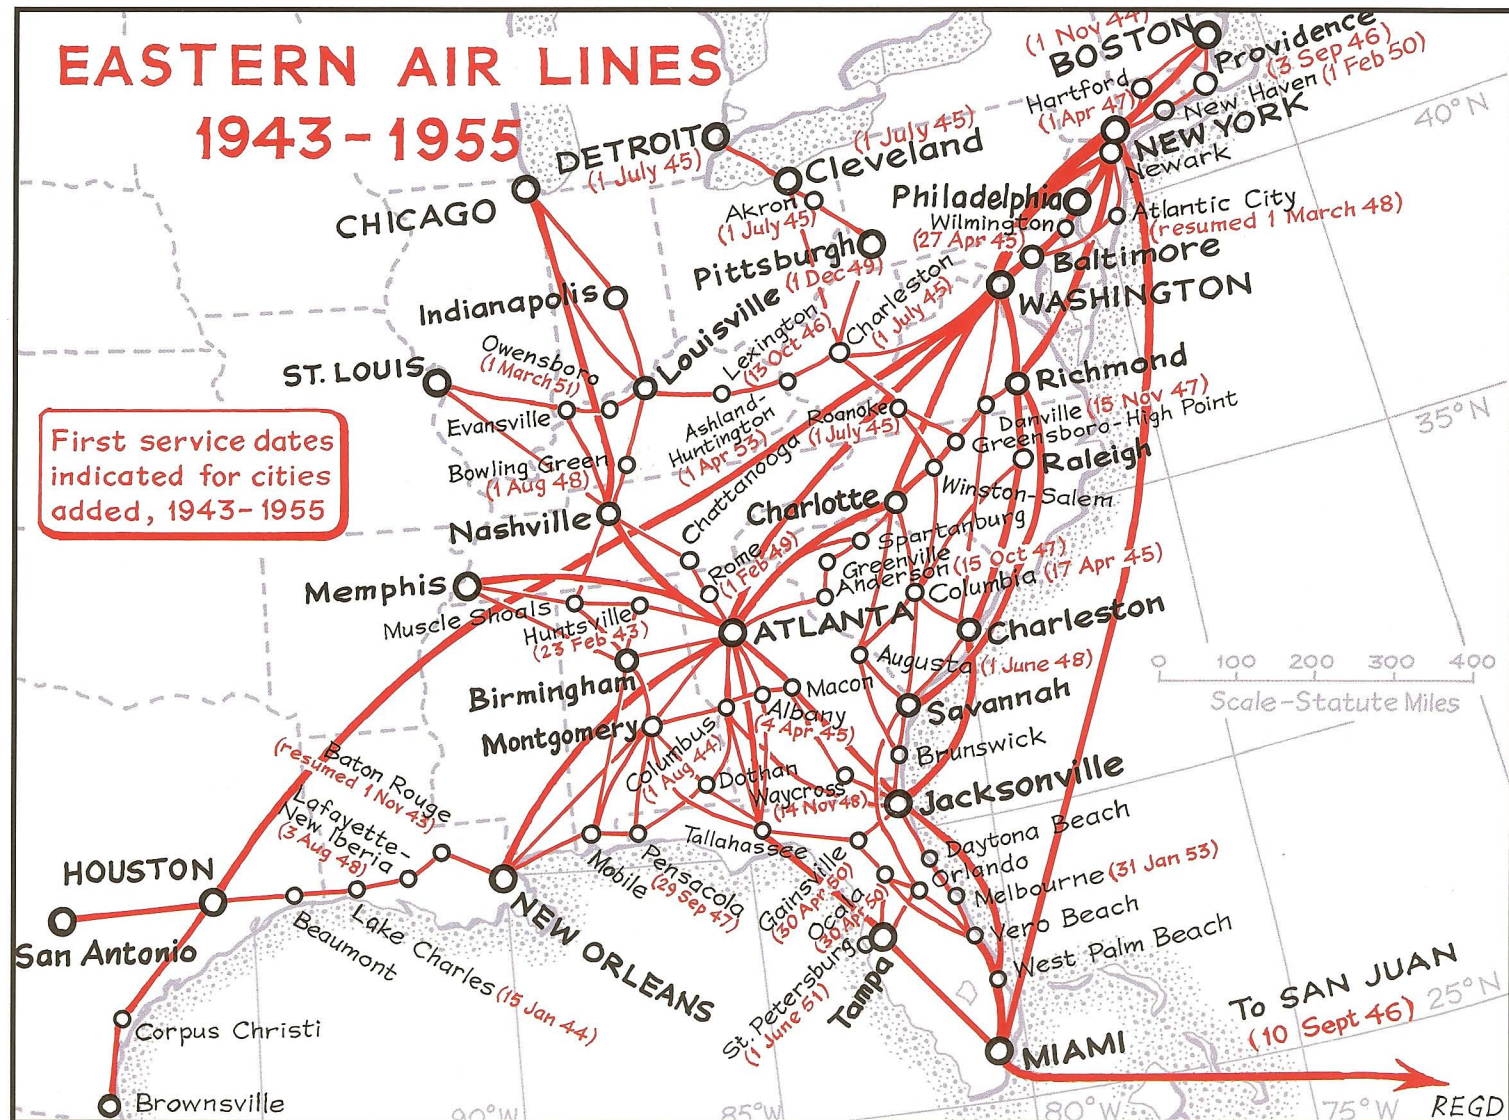 EASTERN AIR LINES
1943-1955
(1 Nov 44)
BOSTON
Providence
(3 Sep 46)
Hartford
(1 Apr 47)
New Haven (1 Feb 50)
NEW YORK
Newark
40°N
DETROIT
(1 July 45)
(1 July 45)
Cleveland
Akron
(1 July 45)
CHICAGO
Philadelphia
Wilmington
(27 Apr 45)
Atlantic City
(resumed 1 March 48)
Pittsburgh
(1 Dec 49)
Baltimore
WASHINGTON
Indianapolis
Louisville
Lexington
(13 Oct 46)
Charleston
(1 July 45)
ST. LOUIS
Owensboro
(1 March 51)
Evansville
Ashland-
Huntington
(1 Apr 53)
Roanoke
(1 July 45)
Richmond
Danville (15 Nov 47)
Greensboro-High Point
35°N
First service dates
indicated for cities
added, 1943-1955
Bowling Green
(1 Aug 48)
Raleigh
Winston-Salem
Nashville
Chattanooga
Charlotte
Spartanburg
Rome
(1 Feb 49)
Greenville
Anderson (15 Oct 47)
Columbia (17 Apr 45)
Memphis
Muscle Shoals
Huntsville
(23 Feb 43)
ATLANTA
Charleston
Augusta (1 June 48)
Birmingham
Macon
Albany
(4 Apr 45)
Savannah
0 100 200 300 400
Scale-Statute Miles
Montgomery
Columbus
(1 Aug 44)
Brunswick
Dothan
Waycross
(14 Nov 48)
Jacksonville
Baton Rouge
(resumed 1 Nov 43)
Lafayette-
New Iberia
(3 Aug 48)
Tallahassee
Mobile
Pensacola
(29 Sep 47)
Gainsville
(30 Apr 50)
Ocala
(30 Apr 50)
Daytona Beach
Orlando
Melbourne (31 Jan 53)
Vero Beach
West Palm Beach
HOUSTON
San Antonio
Beaumont
Lake Charles (15 Jan 44)
NEW ORLEANS
St. Petersburg
(1 June 51)
Tampa
Corpus Christi
Brownsville
MIAMI
To SAN JUAN
(10 Sept 46)
25°N
90°W
85°W
80°W
75°W
REGD